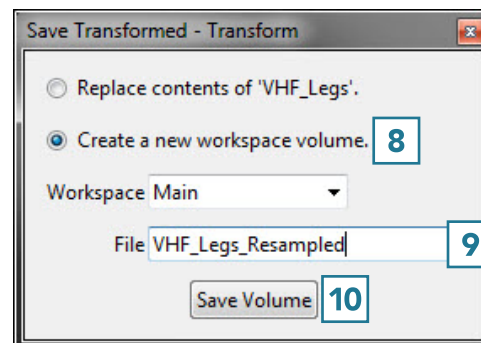 Save Transformed - Transform
Replace contents of 'VHF_Legs'.
Create a new workspace volume. 8
Workspace Main
File VHF_Legs_Resampled 9
Save Volume 10